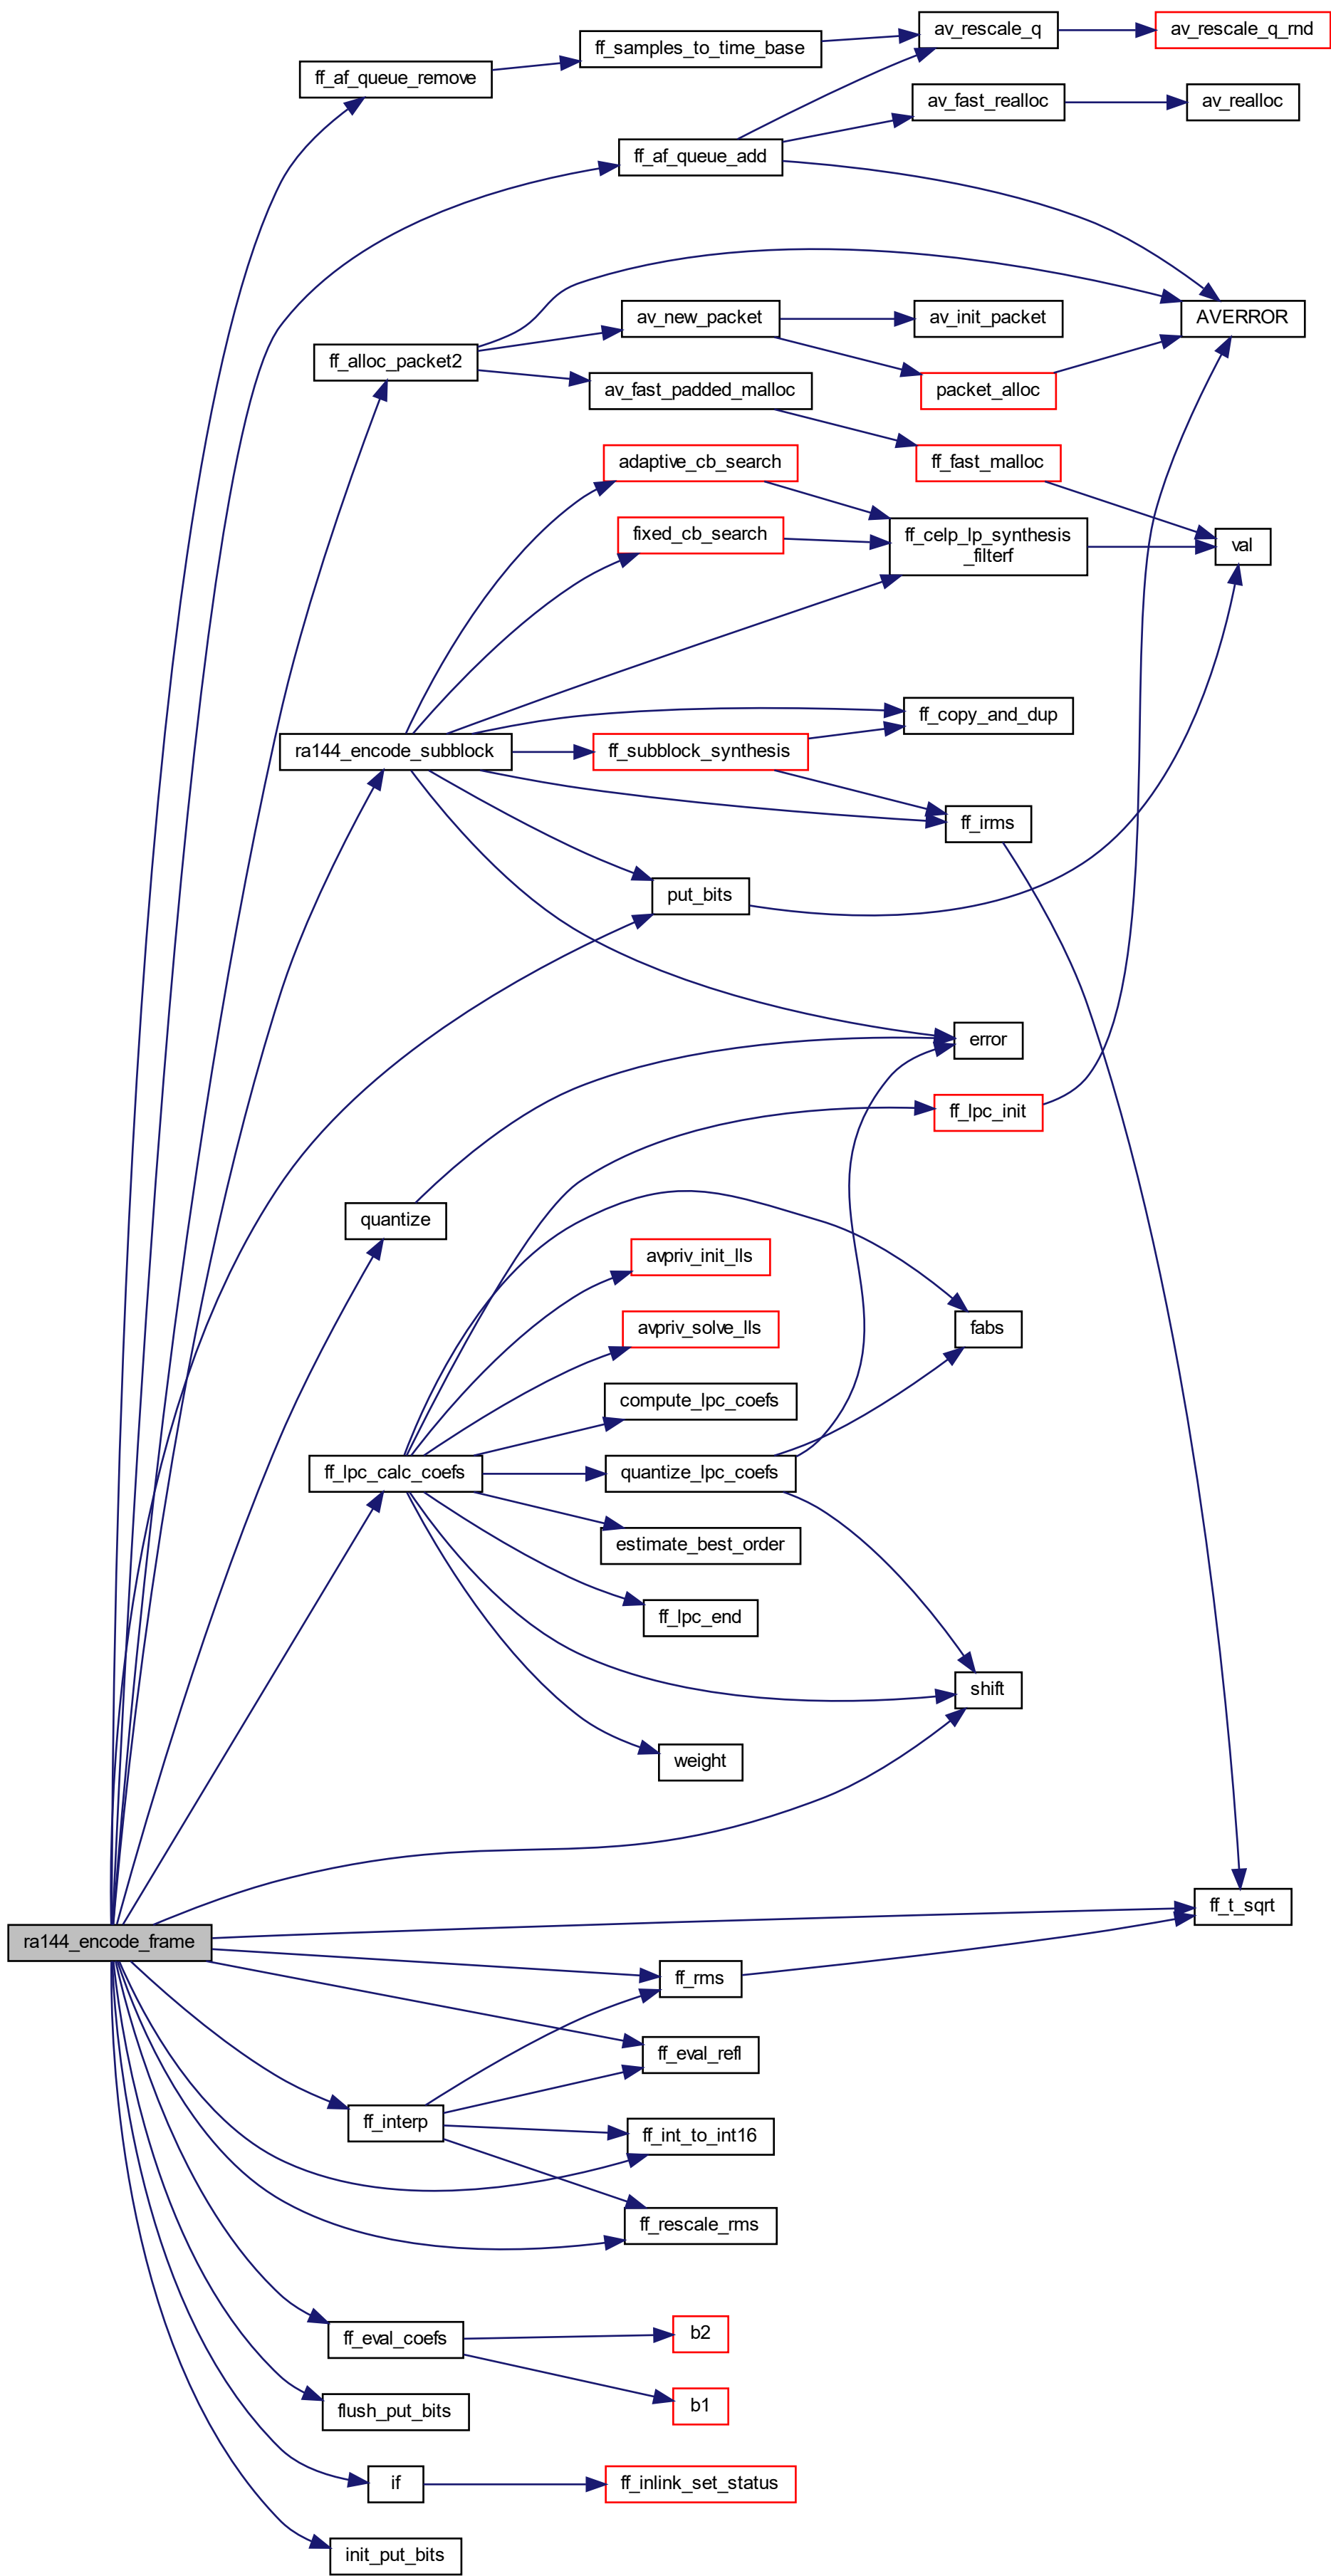 av_rescale_q
av_rescale_q_rnd
ff_samples_to_time_base
ff_af_queue_remove
av_fast_realloc
av_realloc
ff_af_queue_add
av_new_packet
av_init_packet
AVERROR
ff_alloc_packet2
av_fast_padded_malloc
packet_alloc
adaptive_cb_search
ff_fast_malloc
fixed_cb_search
ff_celp_lp_synthesis
_filterf
val
ff_copy_and_dup
ra144_encode_subblock
ff_subblock_synthesis
ff_irms
put_bits
error
ff_lpc_init
quantize
avpriv_init_lls
avpriv_solve_lls
fabs
compute_lpc_coefs
ff_lpc_calc_coefs
quantize_lpc_coefs
estimate_best_order
ff_lpc_end
shift
weight
ff_t_sqrt
ra144_encode_frame
ff_rms
ff_eval_refl
ff_interp
ff_int_to_int16
ff_rescale_rms
ff_eval_coefs
b2
b1
flush_put_bits
if
ff_inlink_set_status
init_put_bits